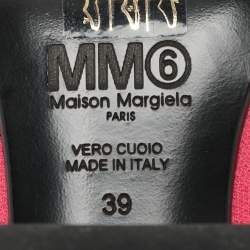 MM⑥
Maison Margiela
PARIS
VERO CUOIO
MADE IN ITALY
39